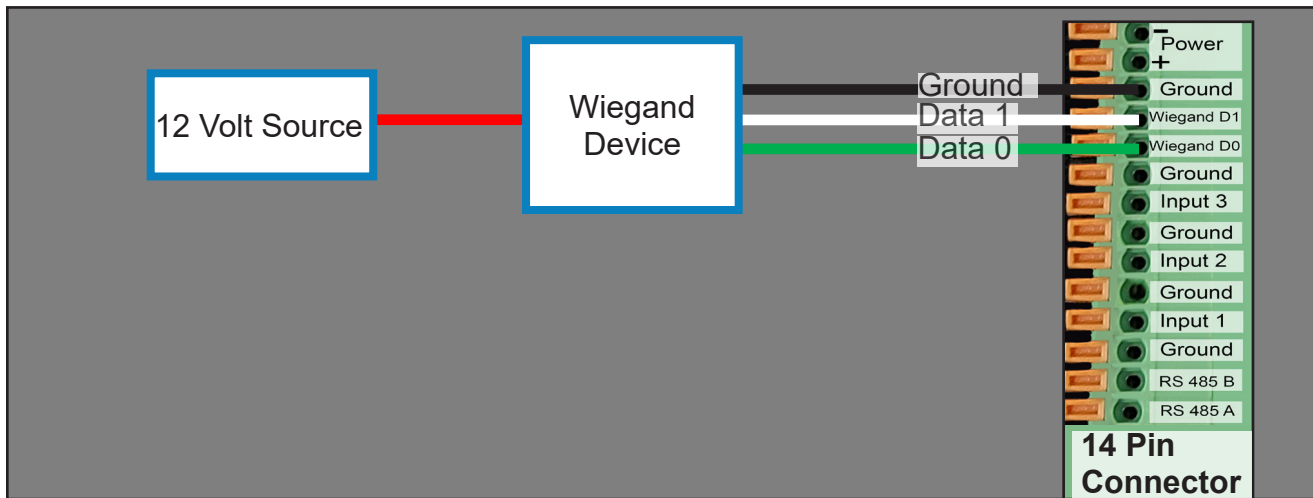 12 Volt Source
Wiegand
Device
Ground
Data 1
Data 0
-
Power
+
Ground
Wiegand D1
Wiegand D0
Ground
Input 3
Ground
Input 2
Ground
Input 1
Ground
RS 485 B
RS 485 A
14 Pin
Connector